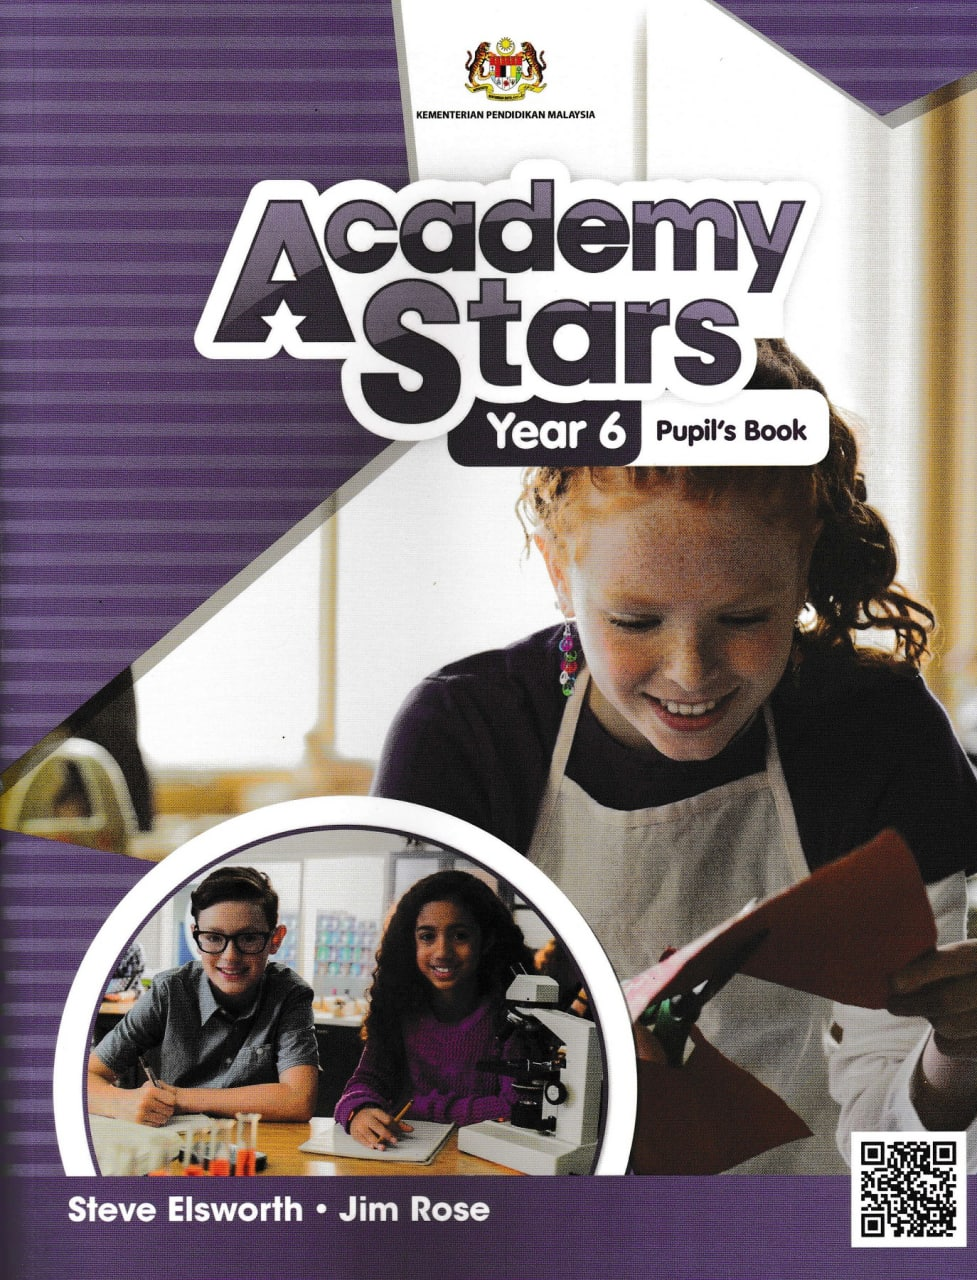 KEMENTERIAN PENDIDIKAN MALAYSIA
Academy
Stars
Year 6 Pupil's Book
Steve Elsworth • Jim Rose